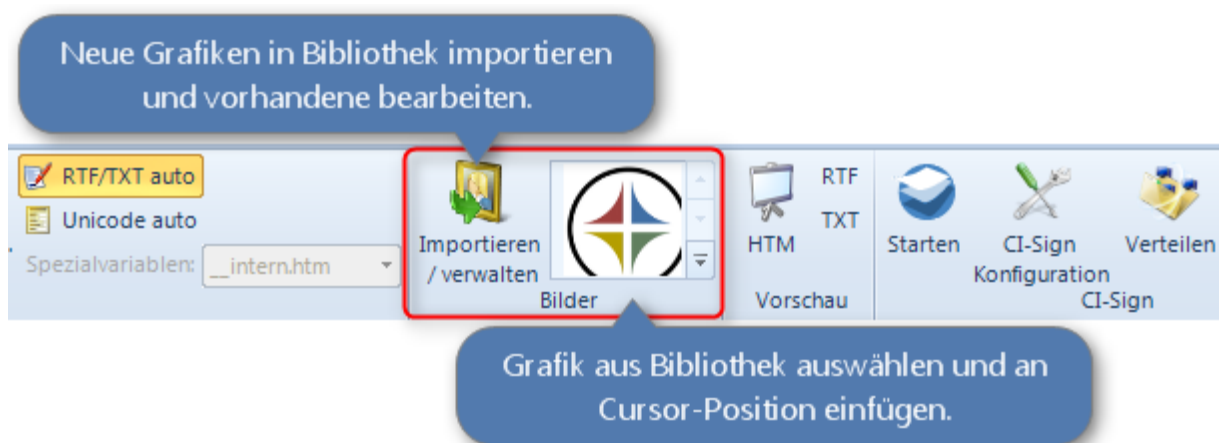 Neue Grafiken in Bibliothek importieren
und vorhandene bearbeiten.
RTF/TXT auto
Unicode auto
Spezialvariablen: __intern.htm
Importieren
/ verwalten
Bilder
HTM
RTF
TXT
Vorschau
Starten
CI-Sign
Konfiguration
Verteilen
CI-Sign
Grafik aus Bibliothek auswählen und an
Cursor-Position einfügen.